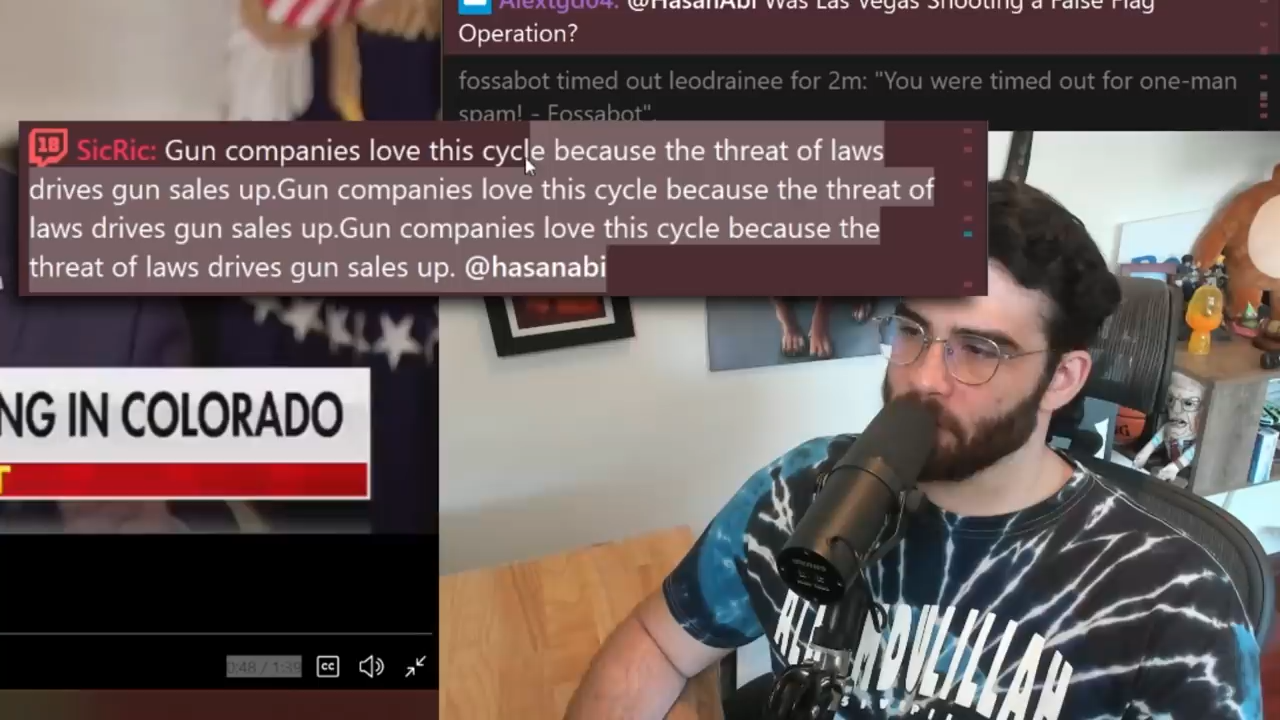 Alextgd04: @HasanAbi Was Las Vegas Shooting a False Flag
Operation?
fossabot timed out leodrainee for 2m: "You were timed out for one-man
spam! - Fossabot".
18 SicRic: Gun companies love this cycle because the threat of laws
drives gun sales up.Gun companies love this cycle because the threat of
laws drives gun sales up.Gun companies love this cycle because the
threat of laws drives gun sales up. @hasanabi
NG IN COLORADO
T
0:48 / 1:39
CC